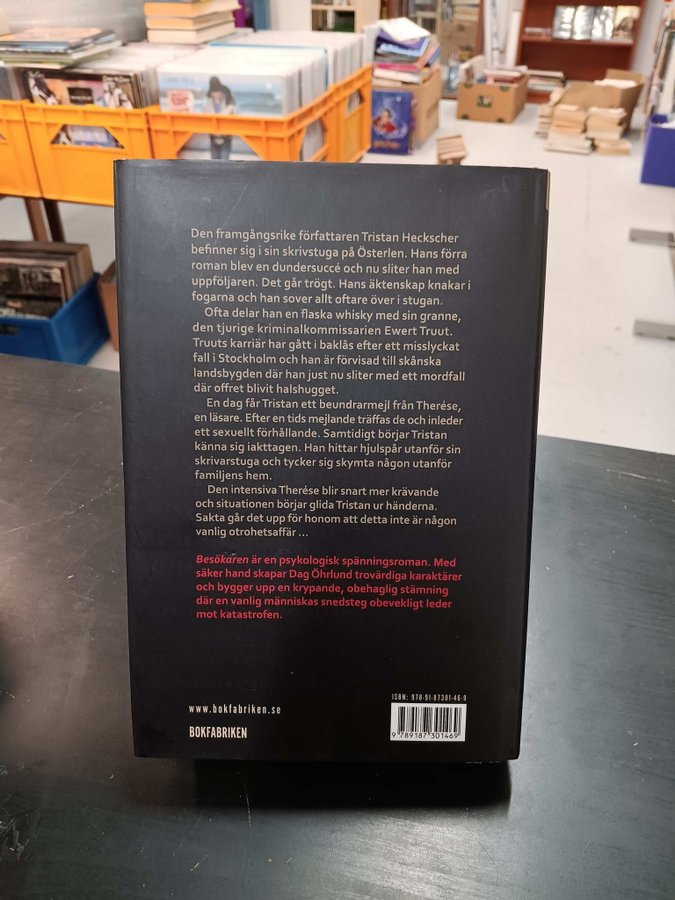 Den framgångsrike författaren Tristan Heckscher
befinner sig i sin skrivstuga på Österlen. Hans förra
roman blev en dundersuccé och nu sliter han med
uppföljaren. Det går trögt. Hans äktenskap knakar i
fogarna och han sover allt oftare över i stugan.
Ofta delar han en flaska whisky med sin granne,
den tjurige kriminalkommissarien Ewert Truut.
Truuts karriär har gått i baklås efter ett misslyckat
fall i Stockholm och han är förvisad till skånska
landsbygden där han just nu sliter med ett mordfall
där offret blivit halshugget.
En dag får Tristan ett beundrarmejl från Therése,
en läsare. Efter en tids mejlande träffas de och inleder
ett sexuellt förhållande. Samtidigt börjar Tristan
känna sig iakttagen. Han hittar hjulspår utanför sin
skrivarstuga och tycker sig skymta någon utanför
familjens hem.
Den intensiva Therése blir snart mer krävande
och situationen börjar glida Tristan ur händerna.
Sakta går det upp för honom att detta inte är någon
vanlig otrohetsaffär ...
Besökaren är en psykologisk spänningsroman. Med
säker hand skapar Dag Öhrlund trovärdiga karaktärer
och bygger upp en krypande, obehaglig stämning
där en vanlig människas snedsteg obevekligt leder
mot katastrofen.
ISBN: 978-91-87301-46-9
www.bokfabriken.se
BOKFABRIKEN
9 789187 301469